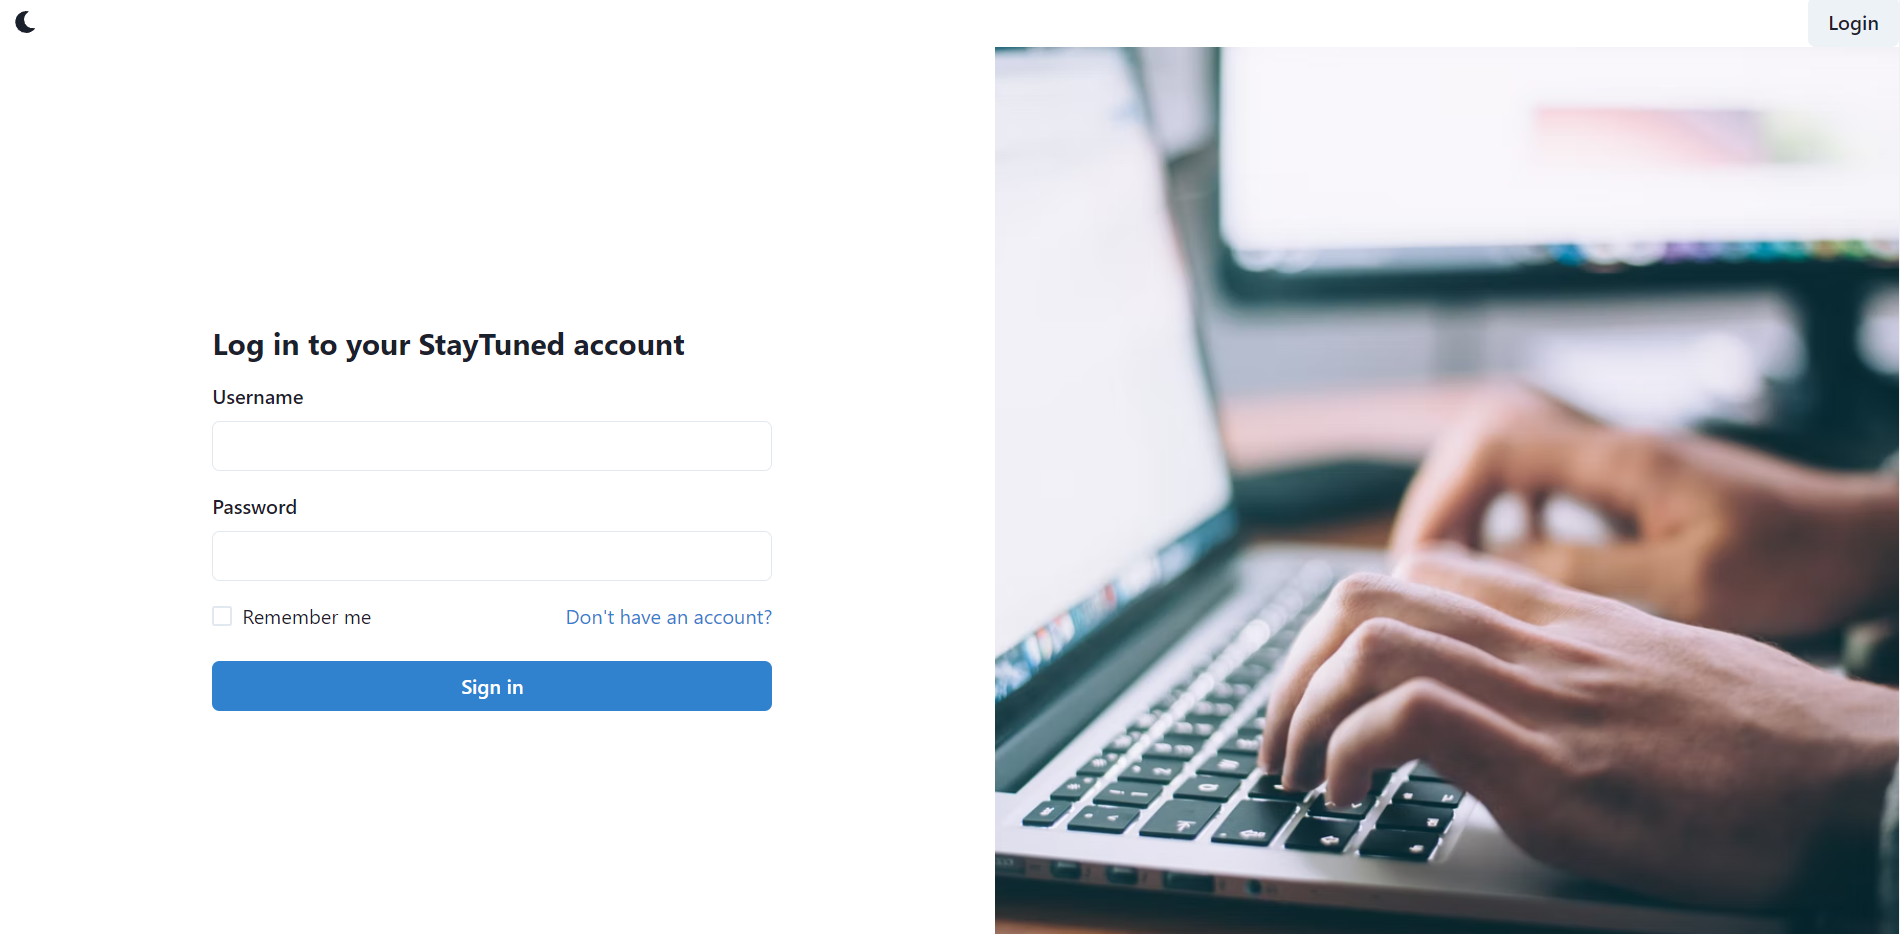 Login
Log in to your StayTuned account
Username
Password
Remember me
Don't have an account?
Sign in